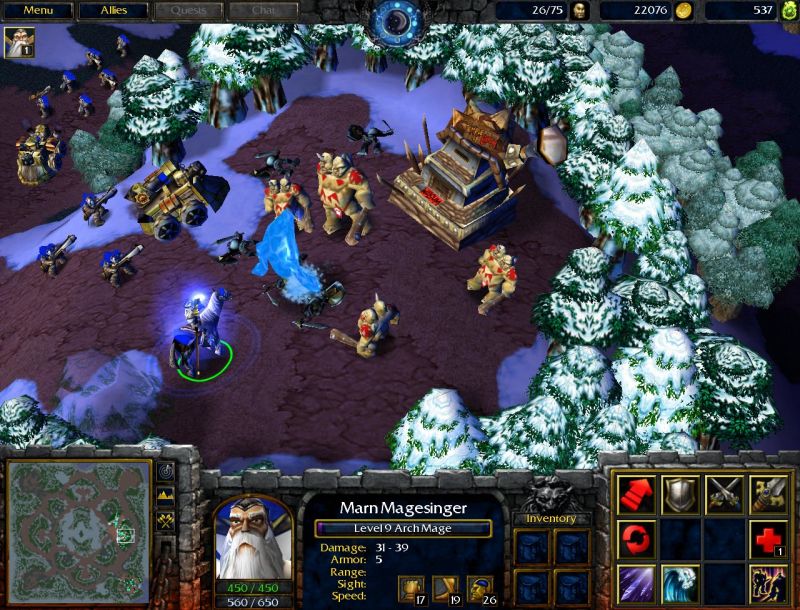 Menu Allies Quests Chat 26/75 22076 537
1
Marn Magesinger
Level 9 Arch Mage
Damage: 31 - 39
Armor: 5
Range:
Sight:
Speed:
17 19 26
450 / 450
560 / 650
Inventory
1